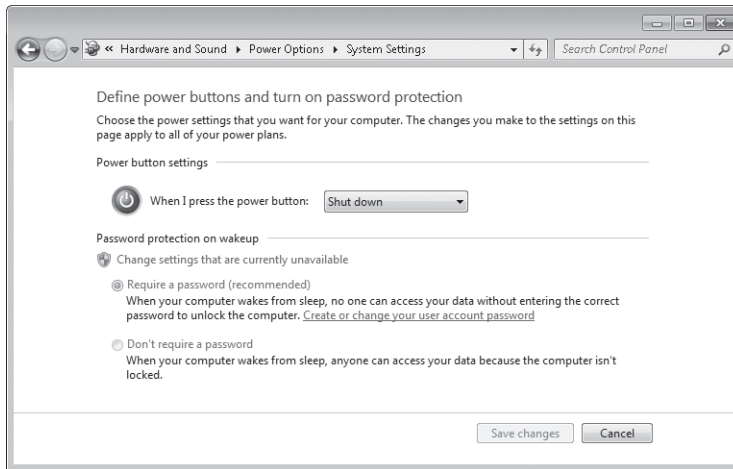 « Hardware and Sound ▸ Power Options ▸ System Settings
Search Control Panel
Define power buttons and turn on password protection
Choose the power settings that you want for your computer. The changes you make to the settings on this
page apply to all of your power plans.
Power button settings
When I press the power button: Shut down
Password protection on wakeup
Change settings that are currently unavailable
Require a password (recommended)
When your computer wakes from sleep, no one can access your data without entering the correct
password to unlock the computer. Create or change your user account password
Don't require a password
When your computer wakes from sleep, anyone can access your data because the computer isn't
locked.
Save changes Cancel